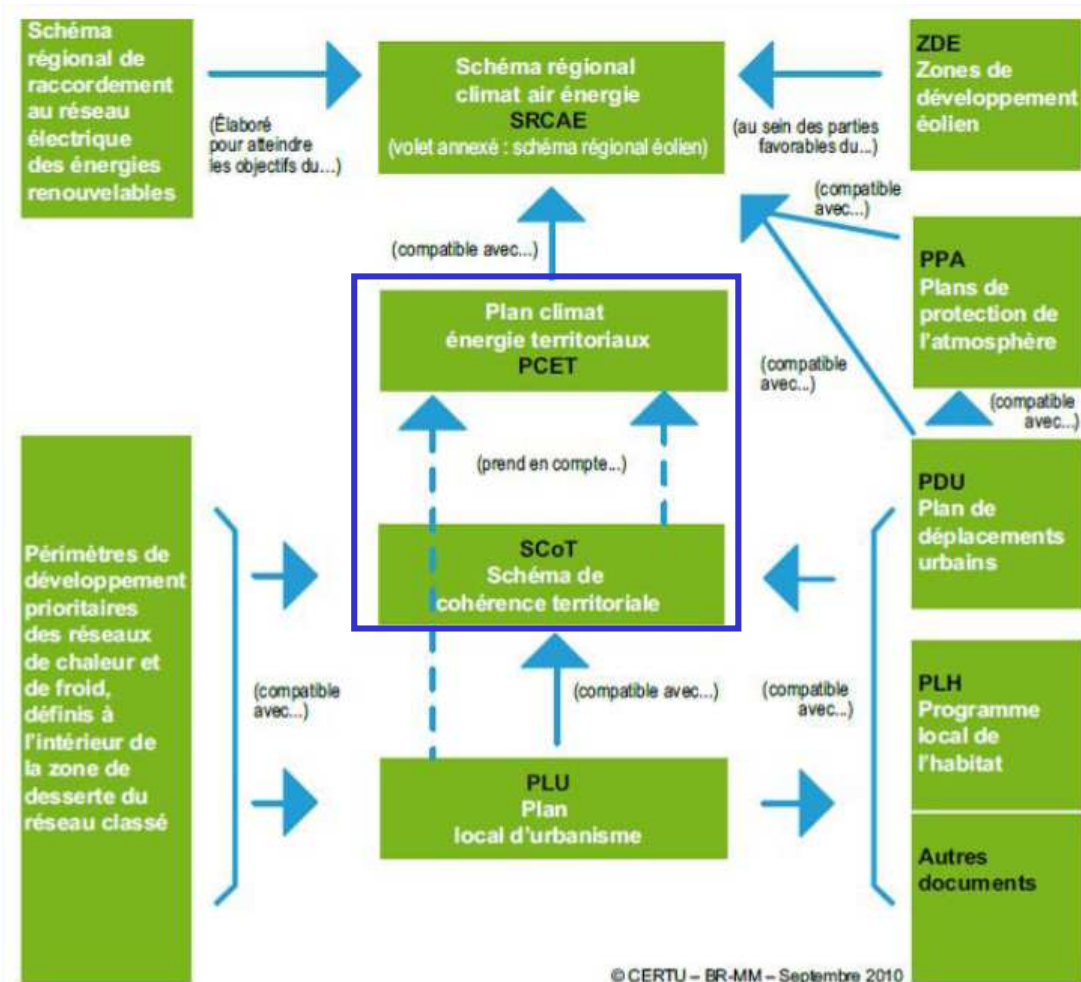 Schéma
régional de
raccordement
au réseau
électrique
des énergies
renouvelables
(Élaboré
pour atteindre
les objectifs du...)
Schéma régional
climat air énergie
SRCAE
(volet annexé : schéma régional éolien)
(au sein des parties
favorables du...)
ZDE
Zones de
développement
éolien
(compatible
avec...)
(compatible avec...)
PPA
Plans de
protection de
l'atmosphère
Plan climat
énergie territoriaux
PCET
(compatible
avec...)
(compatible
avec...)
(prend en compte...)
PDU
Plan de
déplacements
urbains
SCoT
Schéma de
cohérence territoriale
Périmètres de
développement
prioritaires
des réseaux
de chaleur et
de froid,
définis à
l'intérieur de
la zone de
desserte du
réseau classé
(compatible
avec...)
(compatible avec...)
(compatible
avec...)
PLH
Programme
local de
l'habitat
PLU
Plan
local d'urbanisme
Autres
documents
© CERTU – BR-MM – Septembre 2010